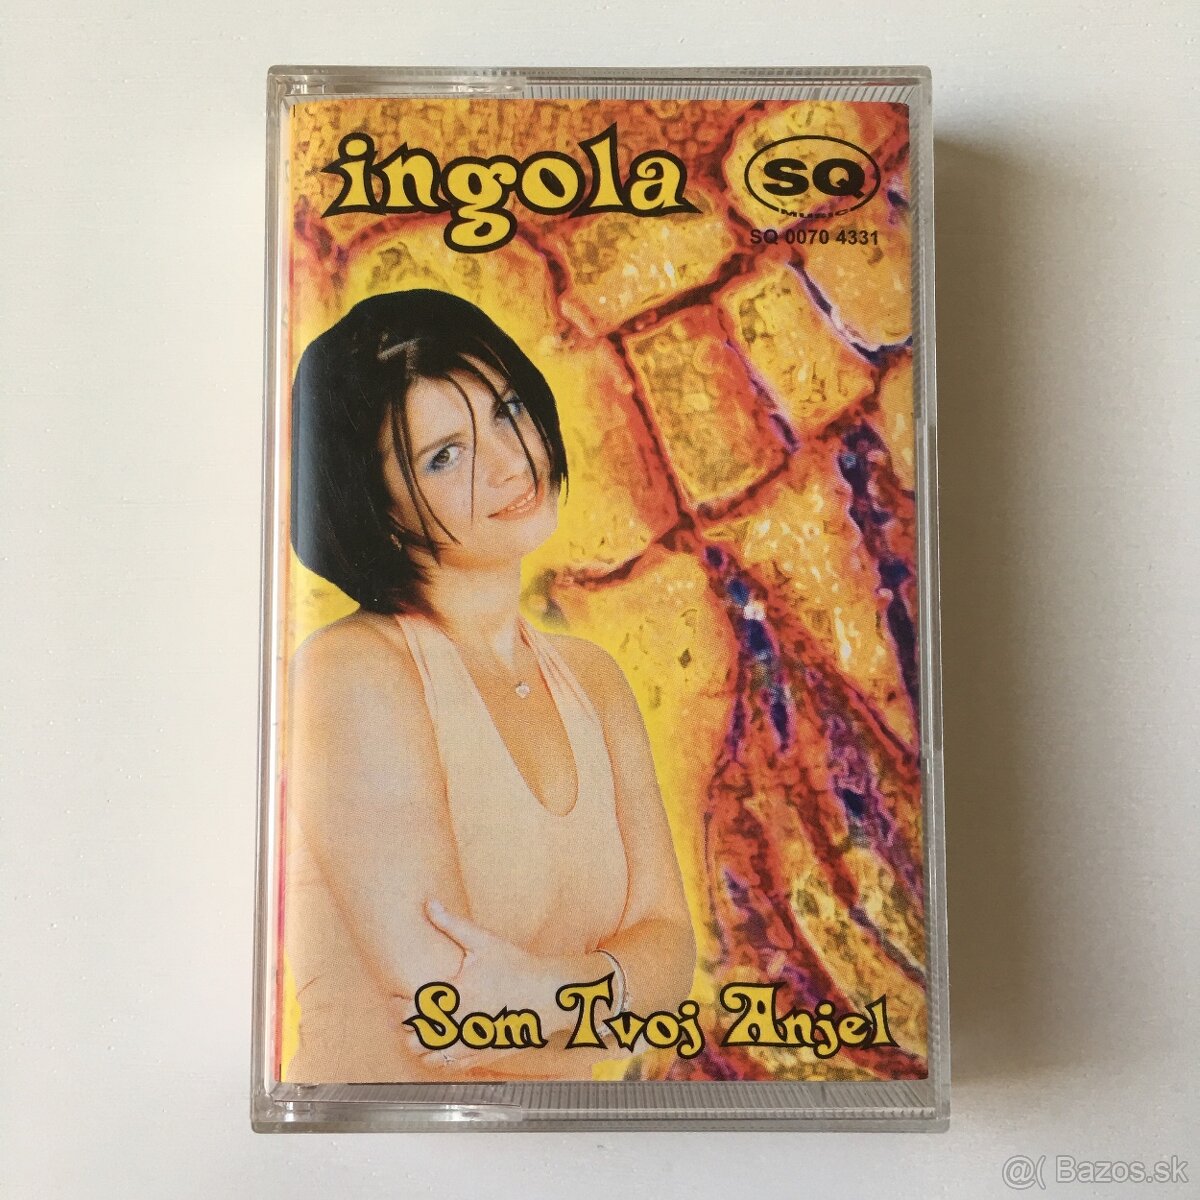 ingola
SQ
MUSIC
SQ 0070 4331
Som Tvoj Anjel
@( Bazos.sk